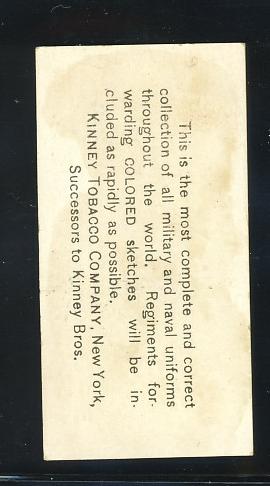 This is the most complete and correct
collection of all military and naval uniforms
throughout the world. Regiments for-
warding COLORED sketches will be in-
cluded as rapidly as possible.
KINNEY TOBACCO COMPANY, New York,
Successors to Kinney Bros.